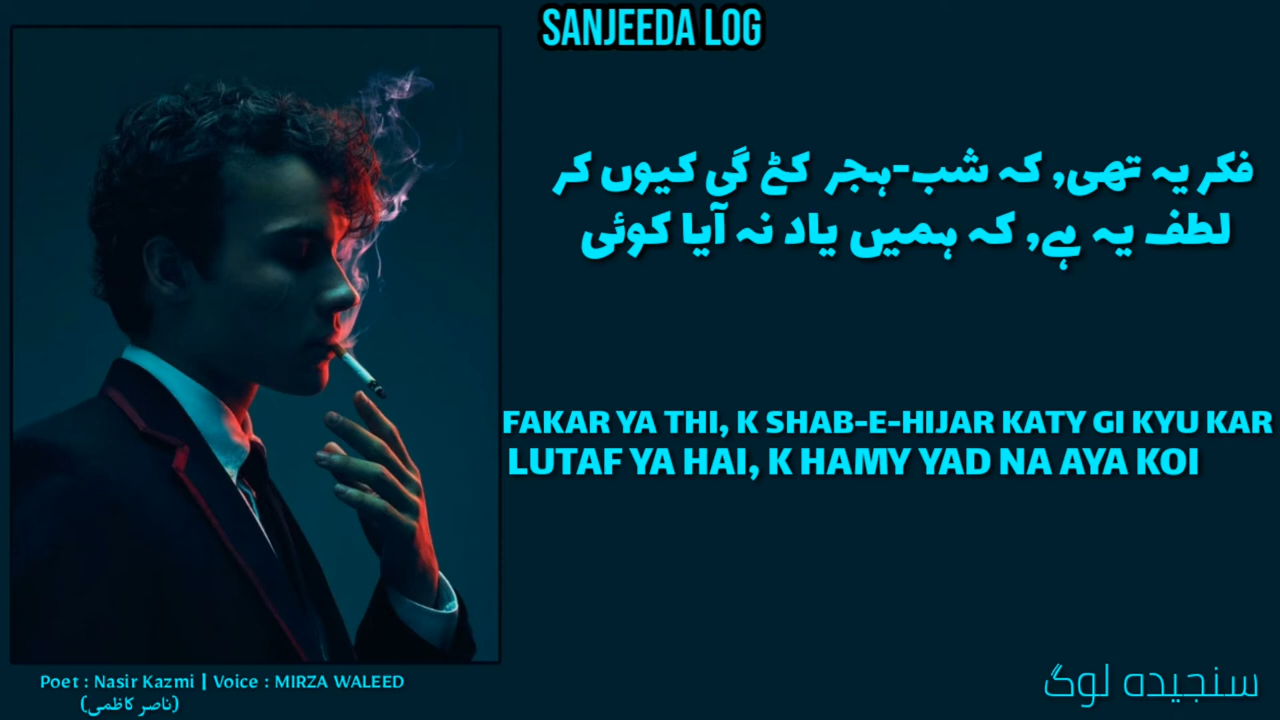 SANJEEDA LOG
فکر یہ تھی, کہ شب-ہجر کٹے گی کیوں کر
لطف یہ ہے, کہ ہمیں یاد نہ آیا کوئی
FAKAR YA THI, K SHAB-E-HIJAR KATY GI KYU KAR
LUTAF YA HAI, K HAMY YAD NA AYA KOI
Poet : Nasir Kazmi | Voice : MIRZA WALEED
(ناصر کاظمی)
سنجیدہ لوگ